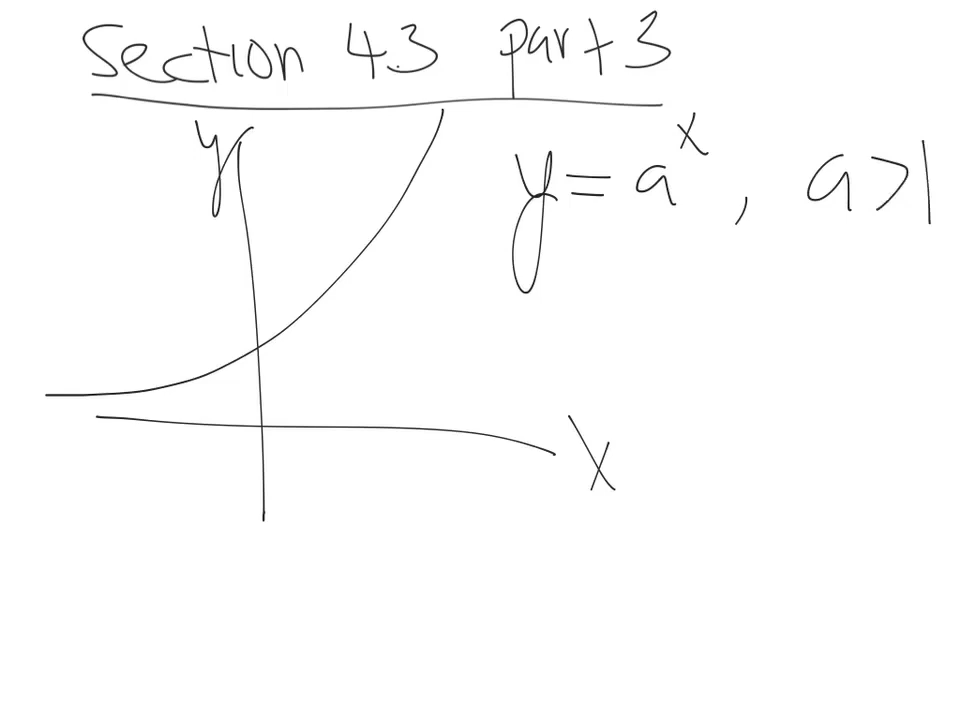 Section 4.3 part 3
y
y = a^x , a > 1
x